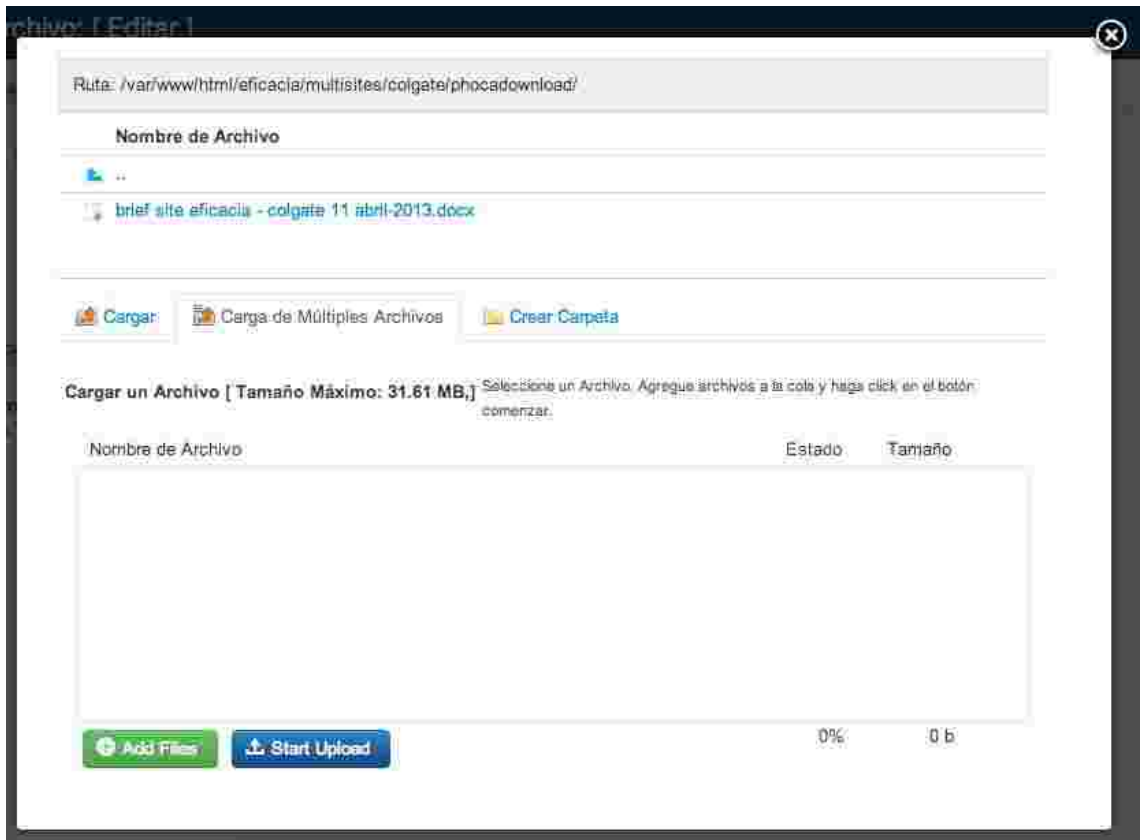 rchivo: [ Editar ]
Ruta: /var/www/html/eficacia/multisites/colgate/phocadownload/
Nombre de Archivo
..
brief site eficacia - colgate 11 abril-2013.docx
Cargar Carga de Múltiples Archivos Crear Carpeta
Cargar un Archivo [ Tamaño Máximo: 31.61 MB,] Seleccione un Archivo. Agregue archivos a la cola y haga click en el botón
comenzar.
Nombre de Archivo Estado Tamaño
Add Files Start Upload 0% 0 b